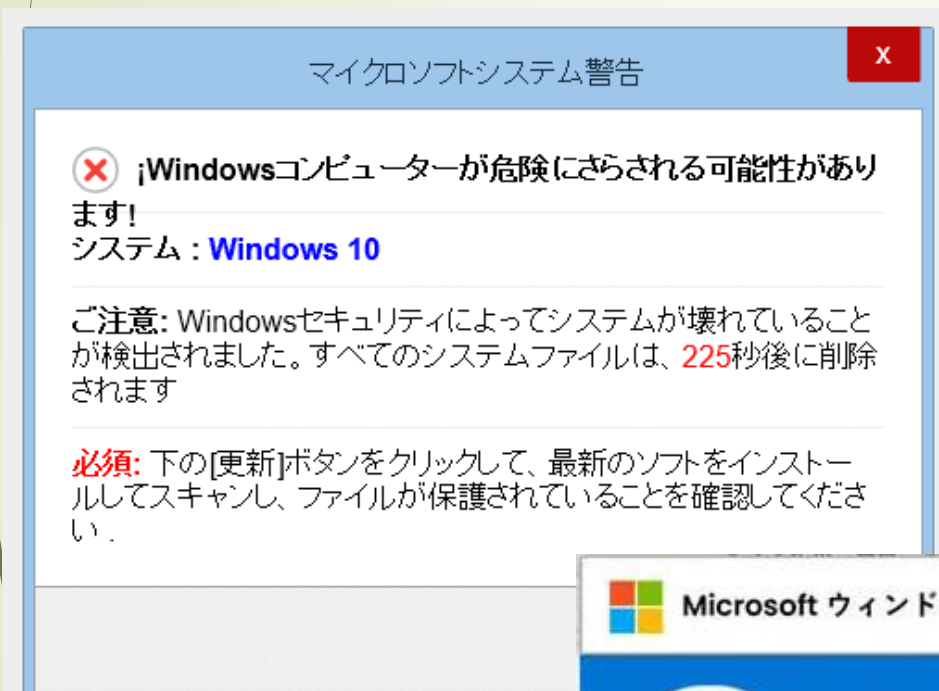 マイクロソフトシステム警告
X
¡Windowsコンピューターが危険にさらされる可能性があり
ます!
システム : Windows 10
ご注意: Windowsセキュリティによってシステムが壊れていること
が検出されました。すべてのシステムファイルは、225秒後に削除
されます
必須: 下の[更新]ボタンをクリックして、最新のソフトをインストー
ルしてスキャンし、ファイルが保護されていることを確認してくださ
い .
Microsoft ウィンド